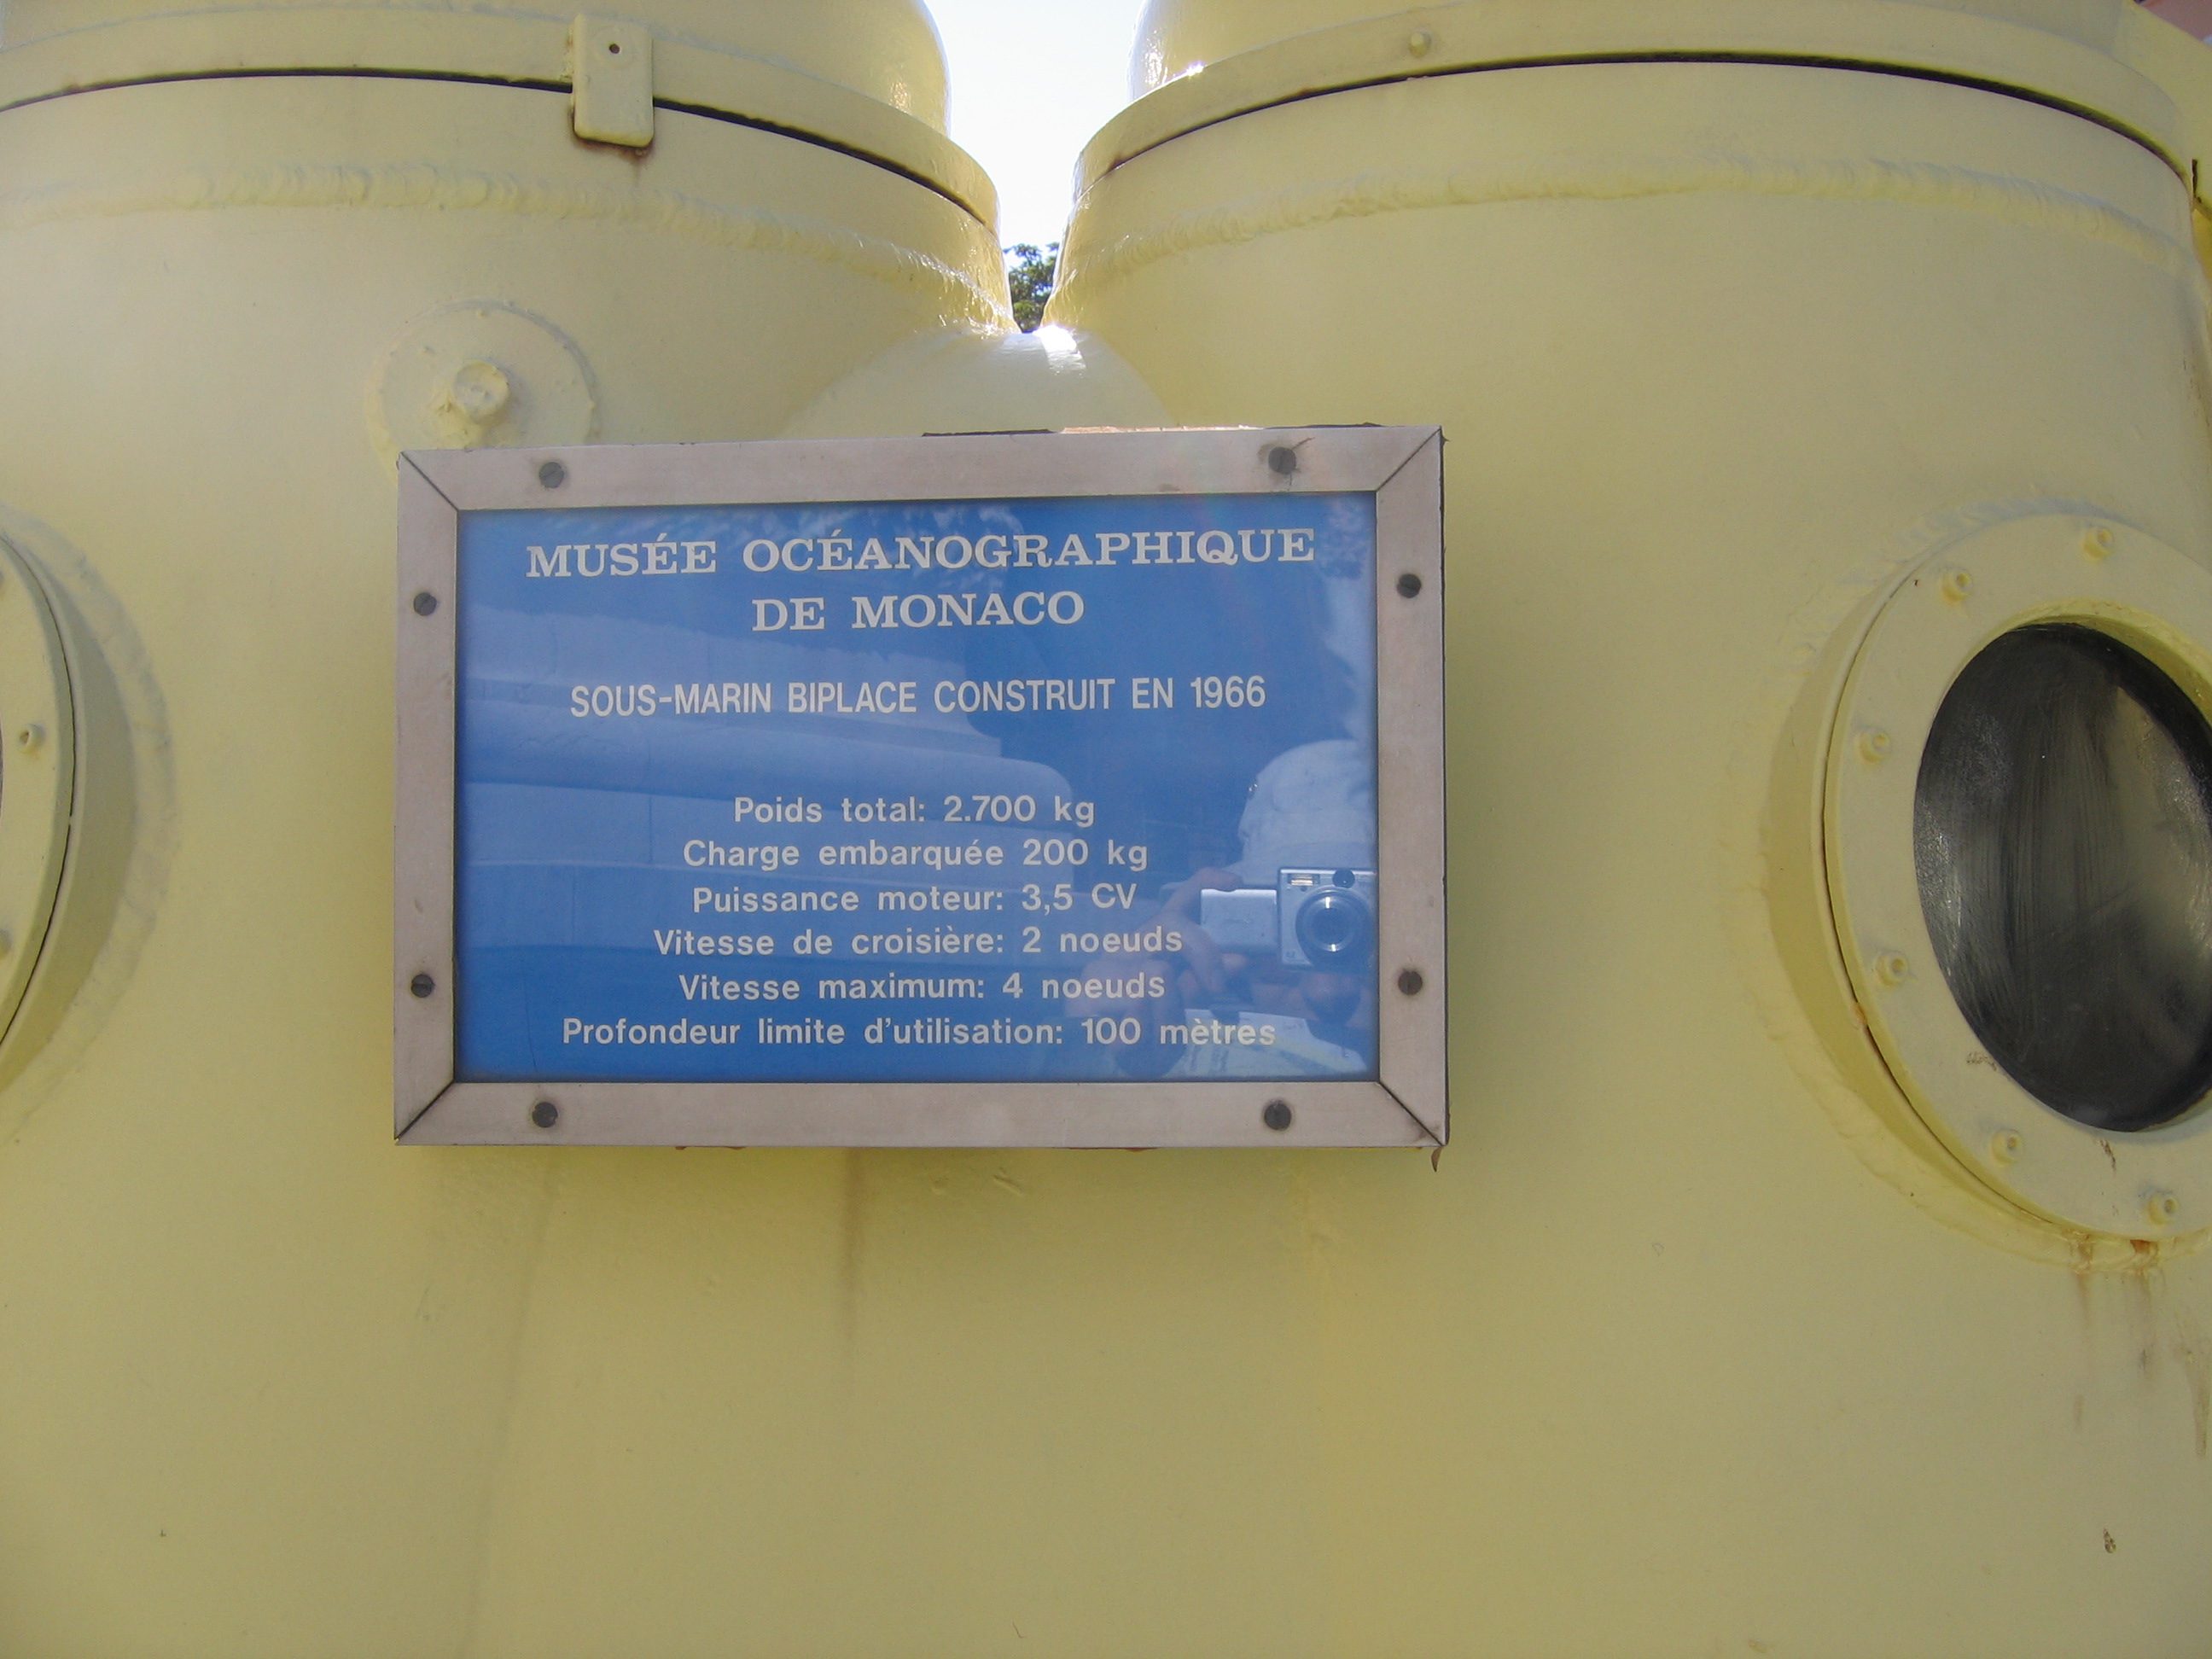 MUSÉE OCÉANOGRAPHIQUE
DE MONACO
SOUS-MARIN BIPLACE CONSTRUIT EN 1966
Poids total: 2.700 kg
Charge embarquée 200 kg
Puissance moteur: 3,5 CV
Vitesse de croisière: 2 noeuds
Vitesse maximum: 4 noeuds
Profondeur limite d'utilisation: 100 mètres